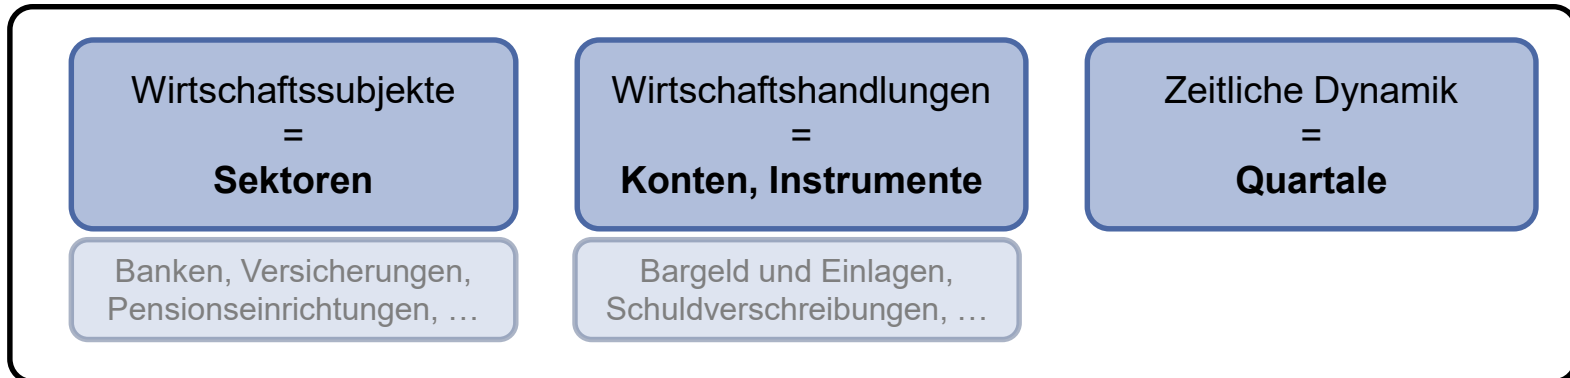 Wirtschaftssubjekte
=
Sektoren
Banken, Versicherungen,
Pensionseinrichtungen, …
Wirtschaftshandlungen
=
Konten, Instrumente
Bargeld und Einlagen,
Schuldverschreibungen, …
Zeitliche Dynamik
=
Quartale